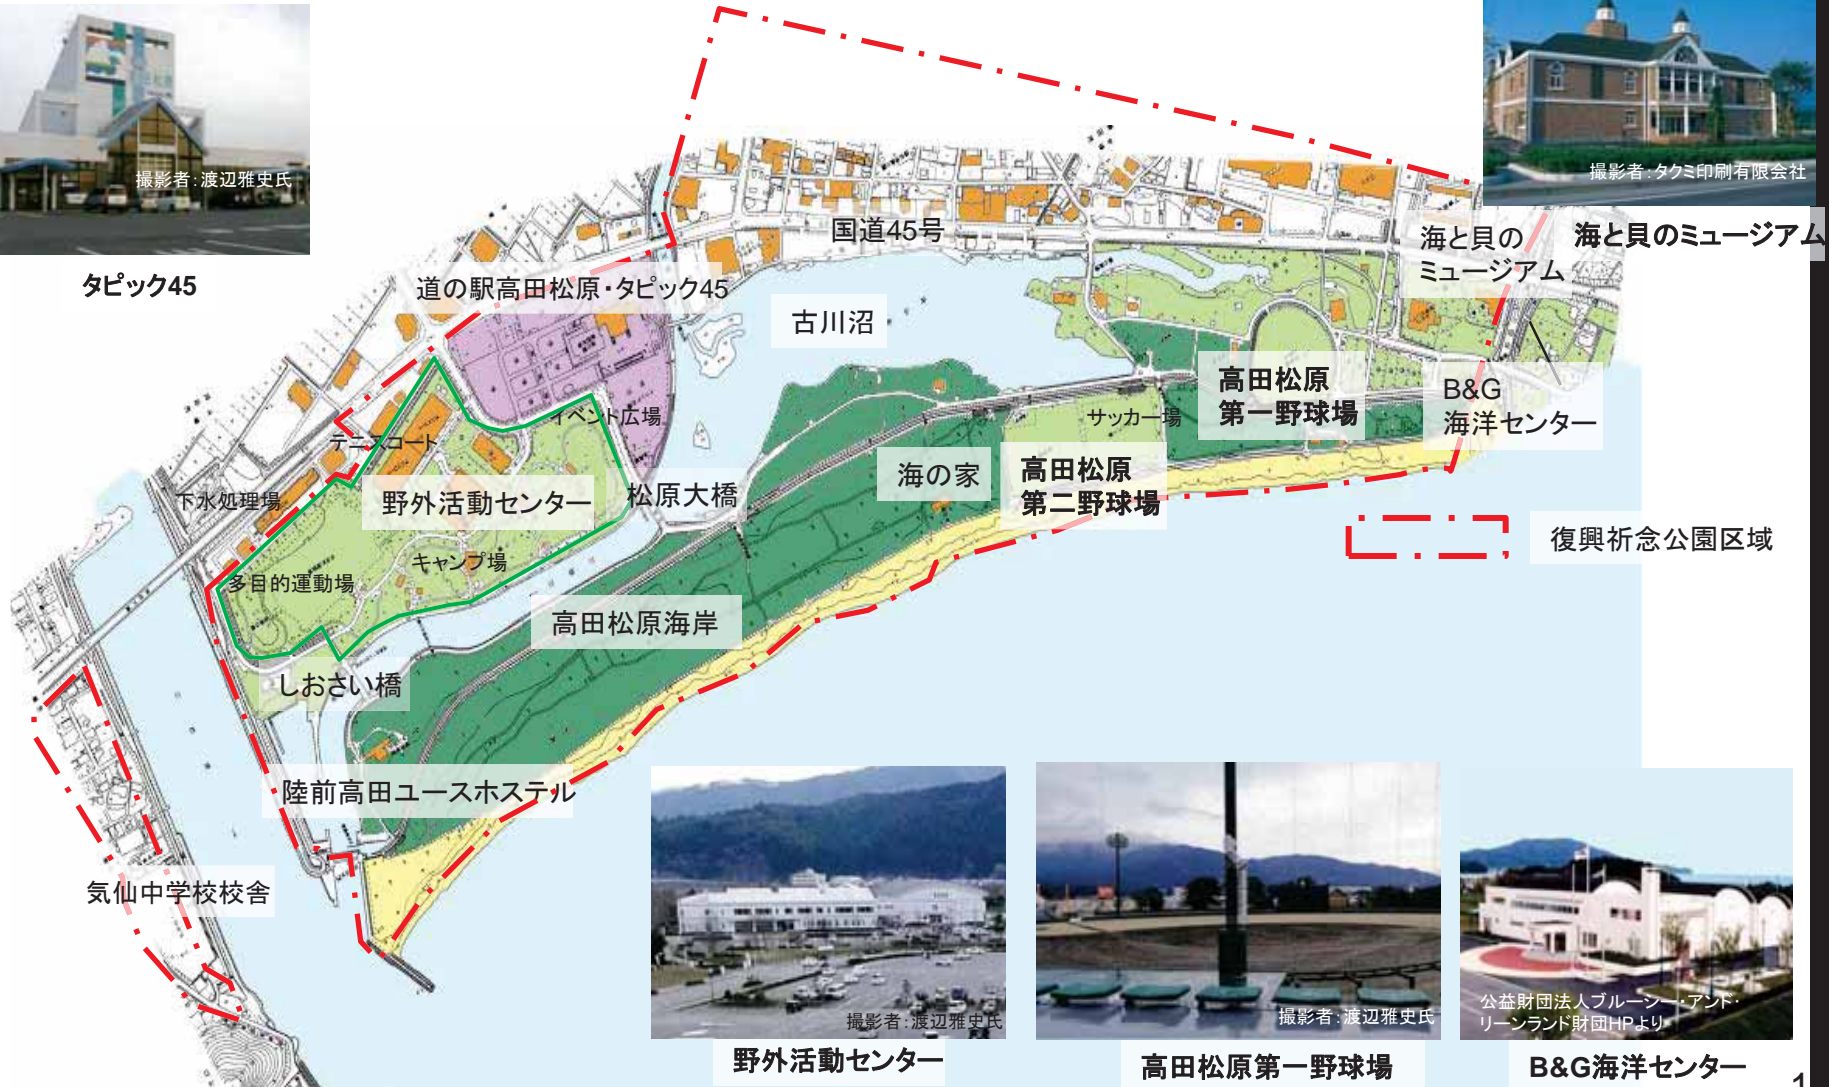 撮影者：渡辺雅史氏
タピック45
撮影者：タクミ印刷有限会社
海と貝のミュージアム
国道45号
海と貝の
ミュージアム
道の駅高田松原・タピック45
古川沼
高田松原
第一野球場
B&G
海洋センター
イベント広場
サッカー場
テニスコート
海の家
高田松原
第二野球場
下水処理場
野外活動センター
松原大橋
復興祈念公園区域
キャンプ場
多目的運動場
高田松原海岸
しおさい橋
陸前高田ユースホステル
気仙中学校校舎
撮影者：渡辺雅史氏
野外活動センター
撮影者：渡辺雅史氏
高田松原第一野球場
公益財団法人ブルーシー・アンド・
リーンランド財団HPより
B&G海洋センター
1